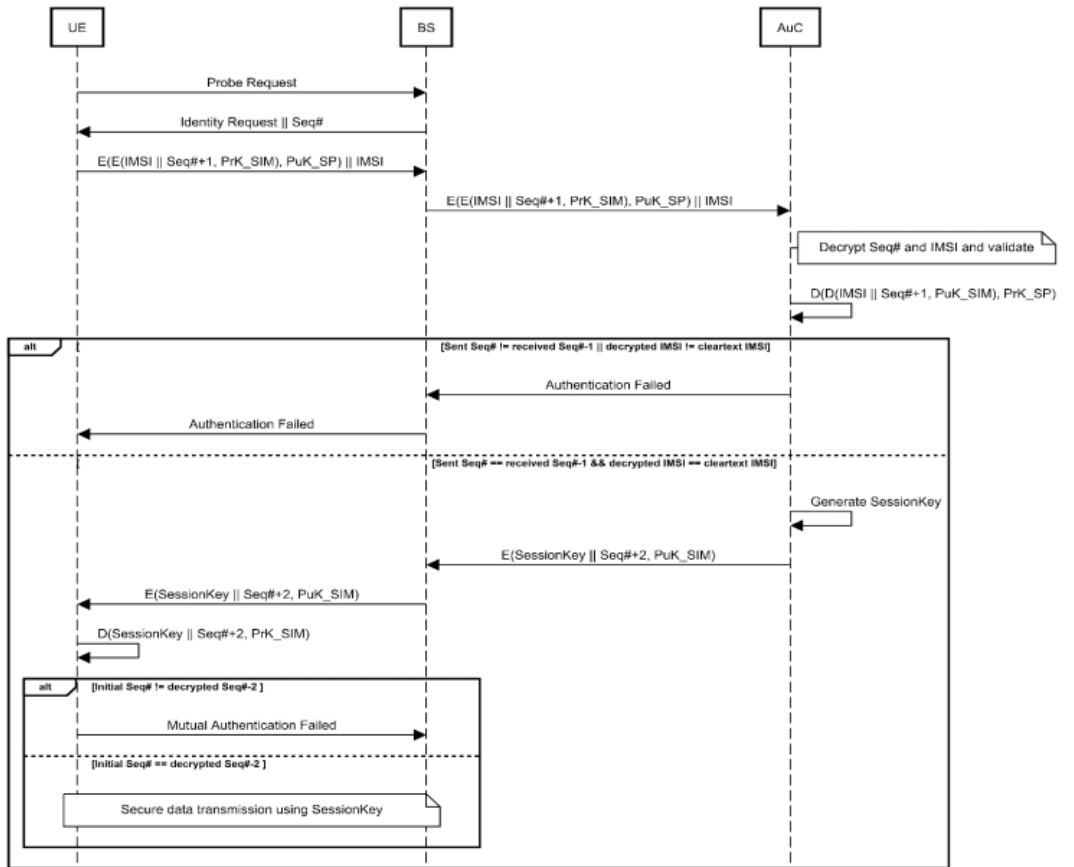 UE
BS
AuC
Probe Request
Identity Request || Seq#
E(E(IMSI || Seq#+1, PrK_SIM), PuK_SP) || IMSI
E(E(IMSI || Seq#+1, PrK_SIM), PuK_SP) || IMSI
Decrypt Seq# and IMSI and validate
D(D(IMSI || Seq#+1, PuK_SIM), PrK_SP)
alt
[Sent Seq# != received Seq#-1 || decrypted IMSI != cleartext IMSI]
Authentication Failed
Authentication Failed
[Sent Seq# == received Seq#-1 && decrypted IMSI == cleartext IMSI]
Generate SessionKey
E(SessionKey || Seq#+2, PuK_SIM)
E(SessionKey || Seq#+2, PuK_SIM)
D(SessionKey || Seq#+2, PrK_SIM)
alt
[Initial Seq# != decrypted Seq#-2 ]
Mutual Authentication Failed
[Initial Seq# == decrypted Seq#-2 ]
Secure data transmission using SessionKey